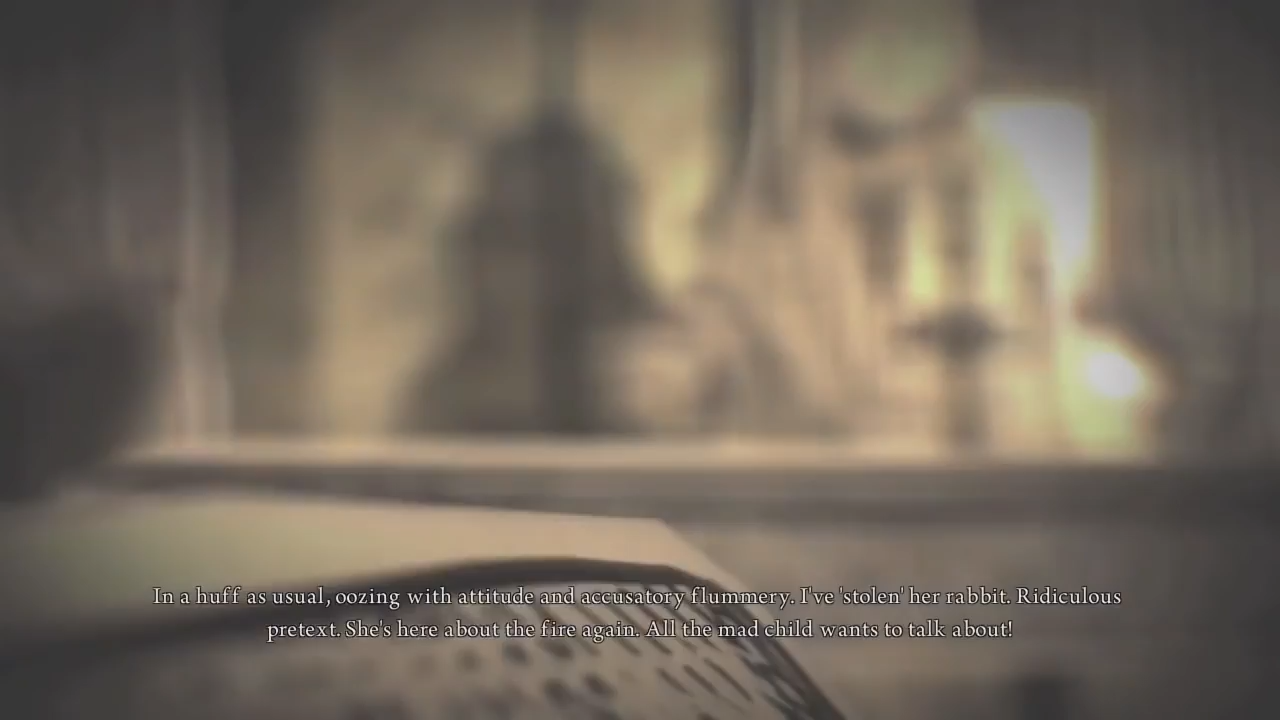 In a huff as usual, oozing with attitude and accusatory flummery. I've 'stolen' her rabbit. Ridiculous
pretext. She's here about the fire again. All the mad child wants to talk about!